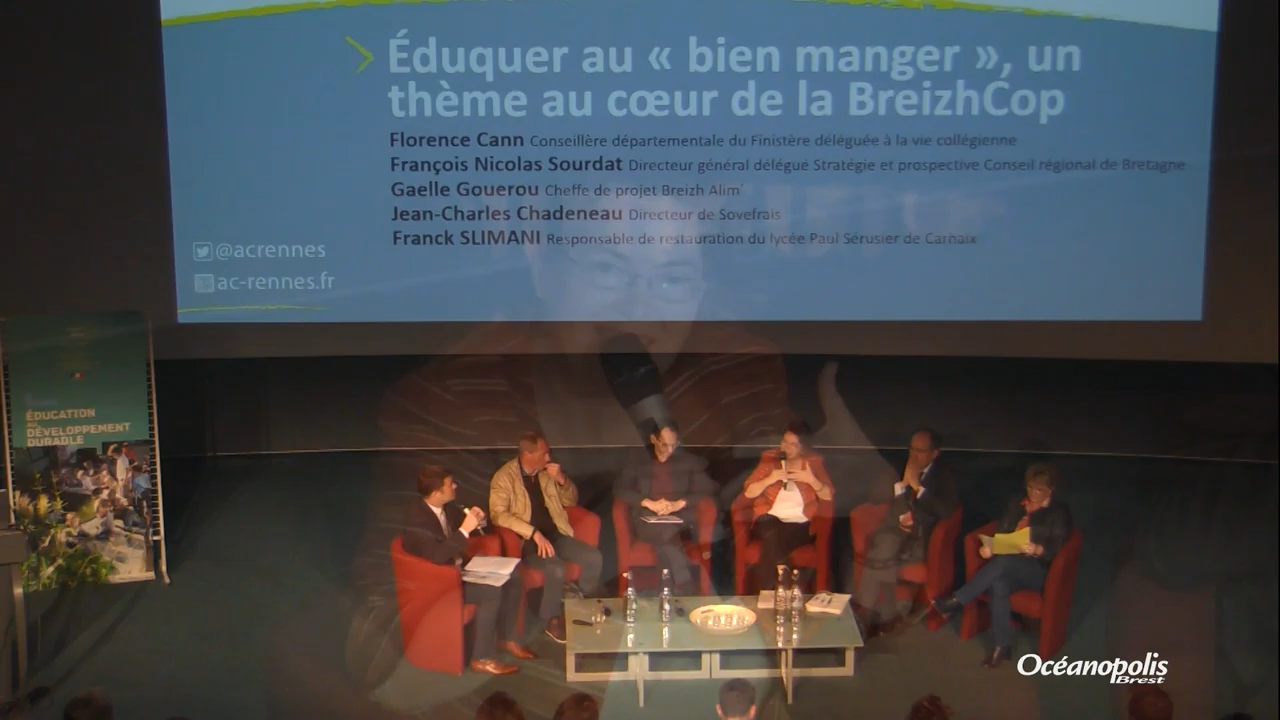 Éduquer au « bien manger », un
thème au cœur de la BreizhCop
Florence Cann Conseillère départementale du Finistère déléguée à la vie collégienne
François Nicolas Sourdat Directeur général délégué Stratégie et prospective Conseil régional de Bretagne
Gaelle Gouerou Cheffe de projet Breizh Alim'
Jean-Charles Chadeneau Directeur de Sovefrais
Franck SLIMANI Responsable de restauration du lycée Paul Sérusier de Carhaix
@acrennes
ac-rennes.fr
ÉDUCATION
AU
DÉVELOPPEMENT
DURABLE
Océanopolis
Brest